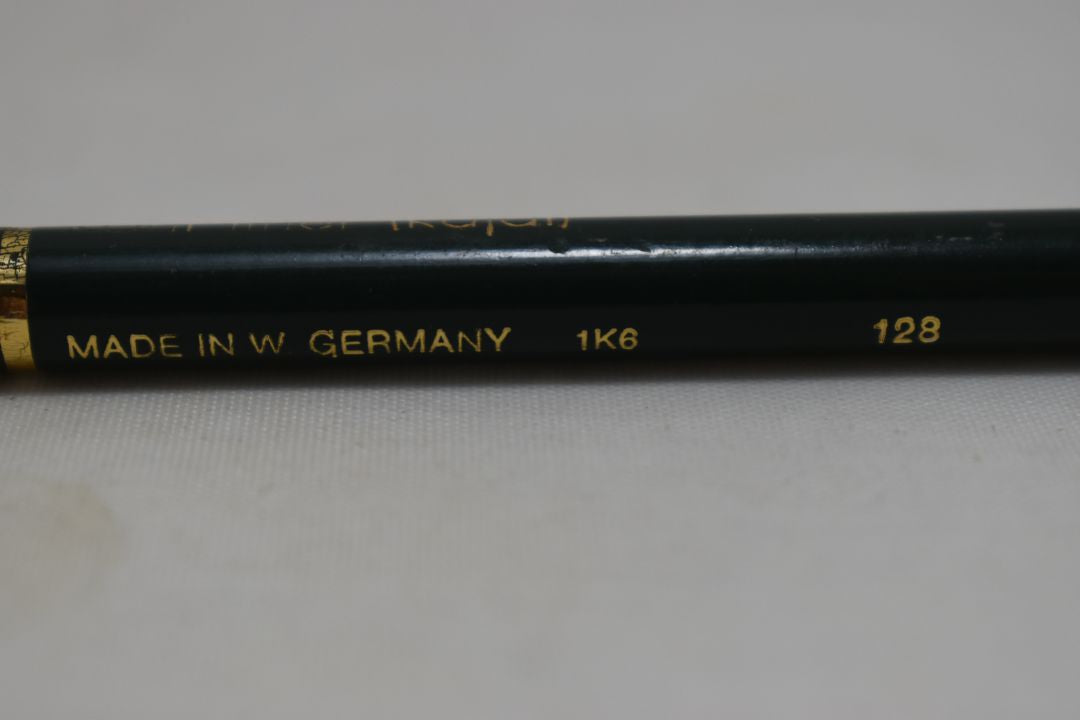 MADE IN W. GERMANY 1K6 128